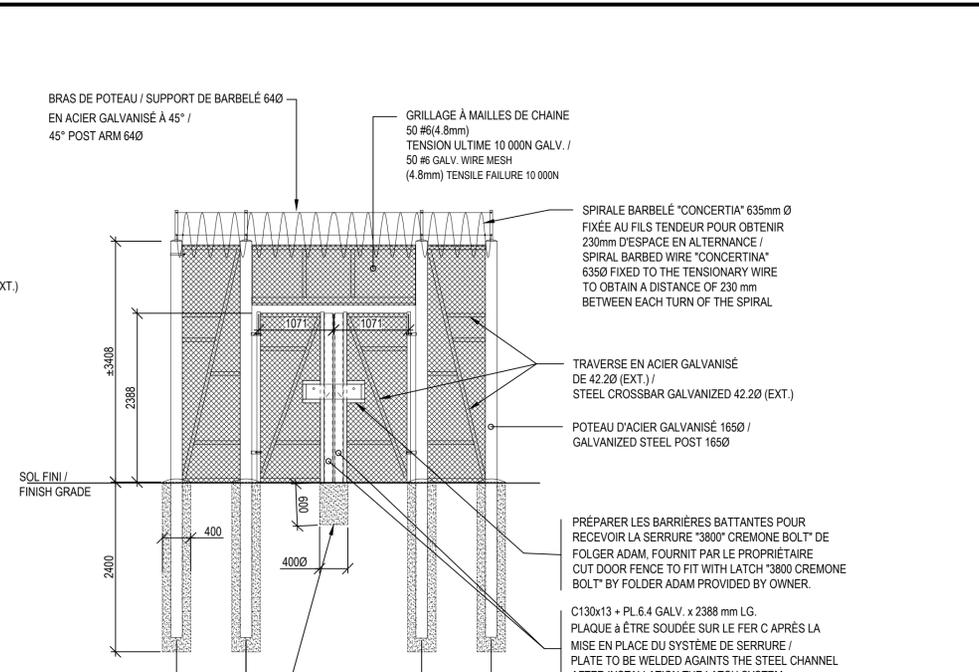 BRAS DE POTEAU / SUPPORT DE BARBELÉ 64Ø
EN ACIER GALVANISÉ À 45° /
45° POST ARM 64Ø
GRILLAGE À MAILLES DE CHAINE
50 #6(4.8mm)
TENSION ULTIME 10 000N GALV. /
50 #6 GALV. WIRE MESH
(4.8mm) TENSILE FAILURE 10 000N
SPIRALE BARBELÉ "CONCERTIA" 635mm Ø
FIXÉE AU FILS TENDEUR POUR OBTENIR
230mm D'ESPACE EN ALTERNANCE /
SPIRAL BARBED WIRE "CONCERTINA"
635Ø FIXED TO THE TENSIONARY WIRE
TO OBTAIN A DISTANCE OF 230 mm
BETWEEN EACH TURN OF THE SPIRAL
XT.)
1071
1071
±3408
2388
TRAVERSE EN ACIER GALVANISÉ
DE 42.2Ø (EXT.) /
STEEL CROSSBAR GALVANIZED 42.2Ø (EXT.)
POTEAU D'ACIER GALVANISÉ 165Ø /
GALVANIZED STEEL POST 165Ø
SOL FINI /
FINISH GRADE
600
400
400Ø
2400
PRÉPARER LES BARRIÈRES BATTANTES POUR
RECEVOIR LA SERRURE "3800" CREMONE BOLT" DE
FOLGER ADAM, FOURNIT PAR LE PROPRIÉTAIRE
CUT DOOR FENCE TO FIT WITH LATCH "3800 CREMONE
BOLT" BY FOLDER ADAM PROVIDED BY OWNER.
C130x13 + PL.6.4 GALV. x 2388 mm LG.
PLAQUE à ÊTRE SOUDÉE SUR LE FER C APRÈS LA
MISE EN PLACE DU SYSTÈME DE SERRURE /
PLATE TO BE WELDED AGAINTS THE STEEL CHANNEL
AFTER INSTALLATION THE LATCH SYSTEM